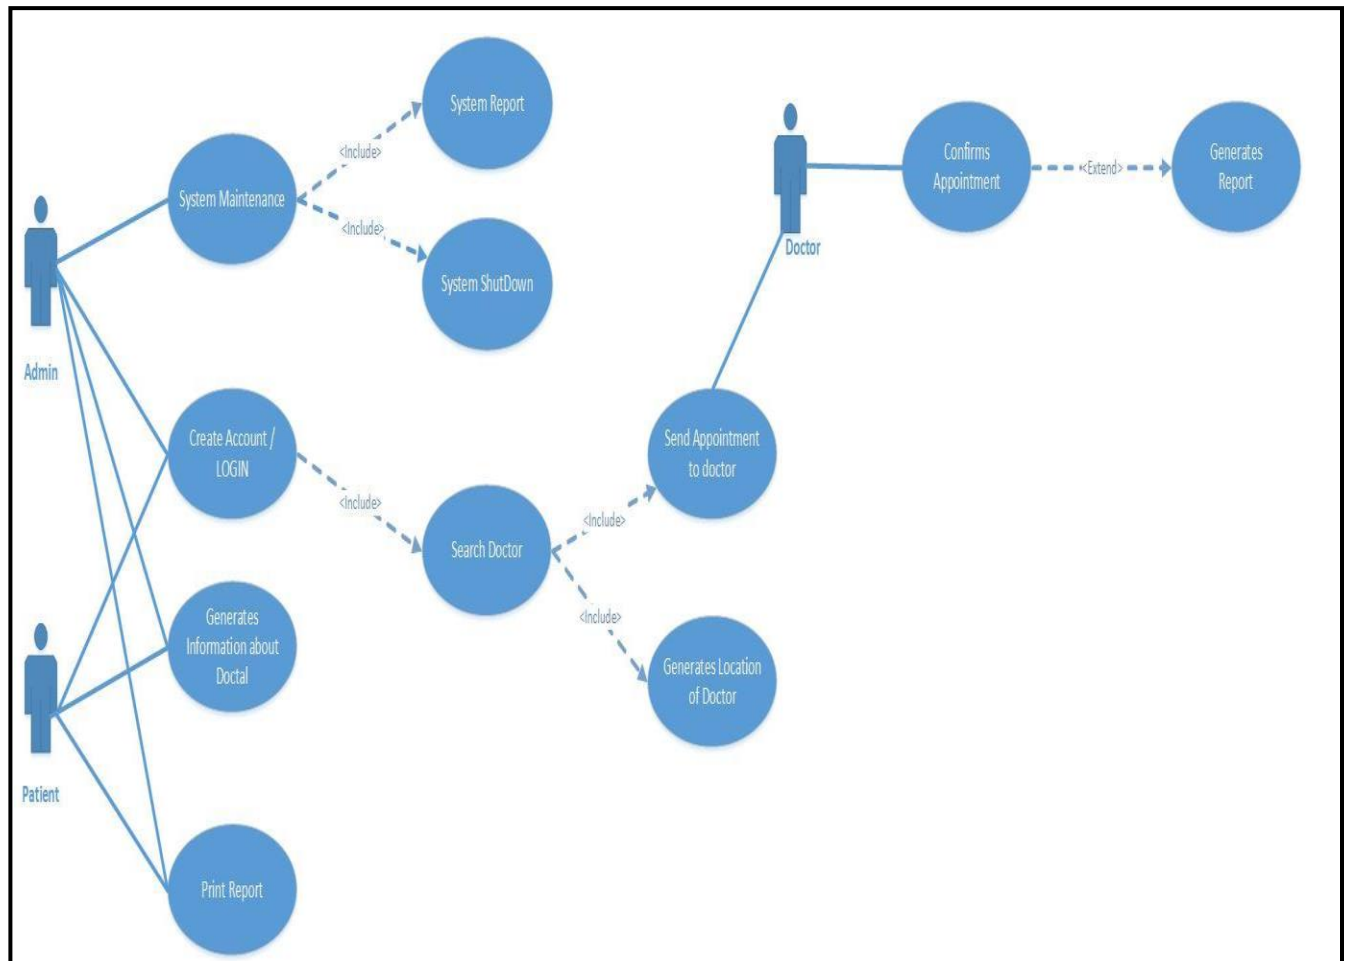 System Report
<Include>
System Maintenance
<Include>
System ShutDown
Admin
Doctor
Confirms
Appointment
<Extend>
Generates
Report
Create Account /
LOGIN
<Include>
Search Doctor
<Include>
Send Appointment
to doctor
<Include>
Generates Location
of Doctor
Generates
Information about
Doctal
Patient
Print Report